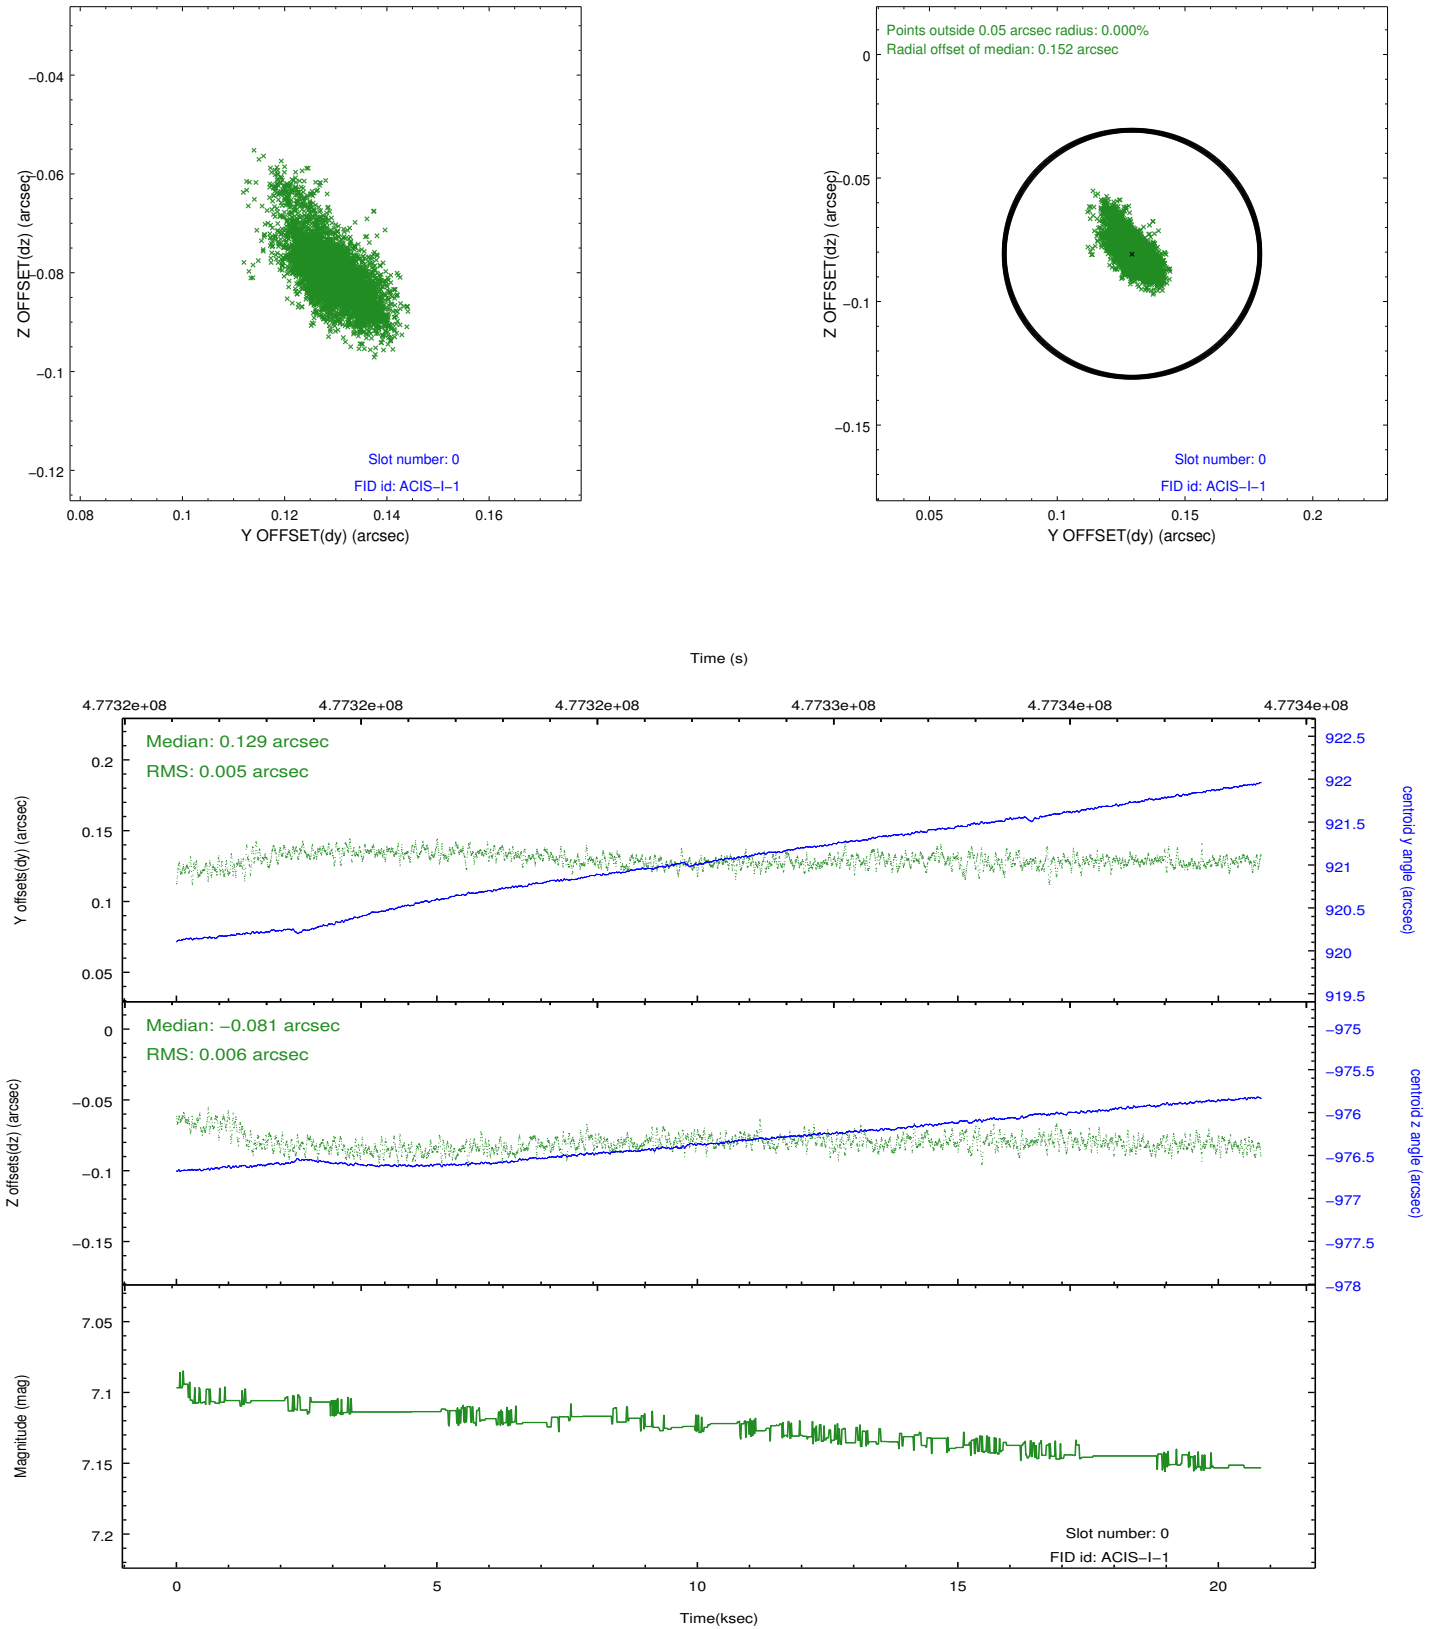 −0.04
−0.06
−0.08
−0.1
−0.12
Z OFFSET(dz) (arcsec)
Slot number: 0
FID id: ACIS−I−1
0.08 0.1 0.12 0.14 0.16
Y OFFSET(dy) (arcsec)
Points outside 0.05 arcsec radius: 0.000%
Radial offset of median: 0.152 arcsec
0
−0.05
−0.1
−0.15
Z OFFSET(dz) (arcsec)
Slot number: 0
FID id: ACIS−I−1
0.05 0.1 0.15 0.2
Y OFFSET(dy) (arcsec)
Time (s)
4.7732e+08 4.7732e+08 4.7732e+08 4.7733e+08 4.7734e+08 4.7734e+08
Median: 0.129 arcsec
RMS: 0.005 arcsec
0.2
0.15
0.1
0.05
Y offsets(dy) (arcsec)
922.5
922
921.5
921
920.5
920
919.5
centroid y angle (arcsec)
Median: −0.081 arcsec
RMS: 0.006 arcsec
0
−0.05
−0.1
−0.15
Z offsets(dz) (arcsec)
−975
−975.5
−976
−976.5
−977
−977.5
−978
centroid z angle (arcsec)
7.05
7.1
7.15
7.2
Magnitude (mag)
Slot number: 0
FID id: ACIS−I−1
0 5 10 15 20
Time(ksec)